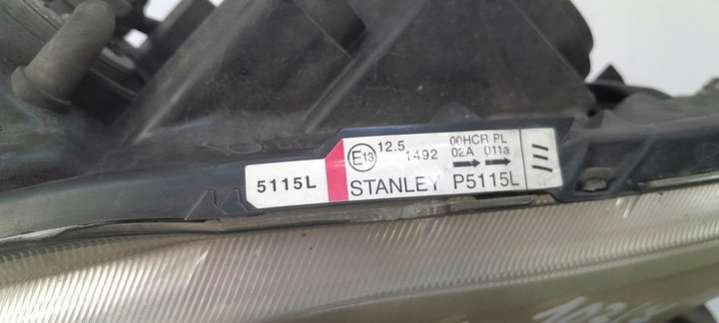 5115L
E13
12.5
1492
00HCR PL
02A 011a
STANLEY P5115L